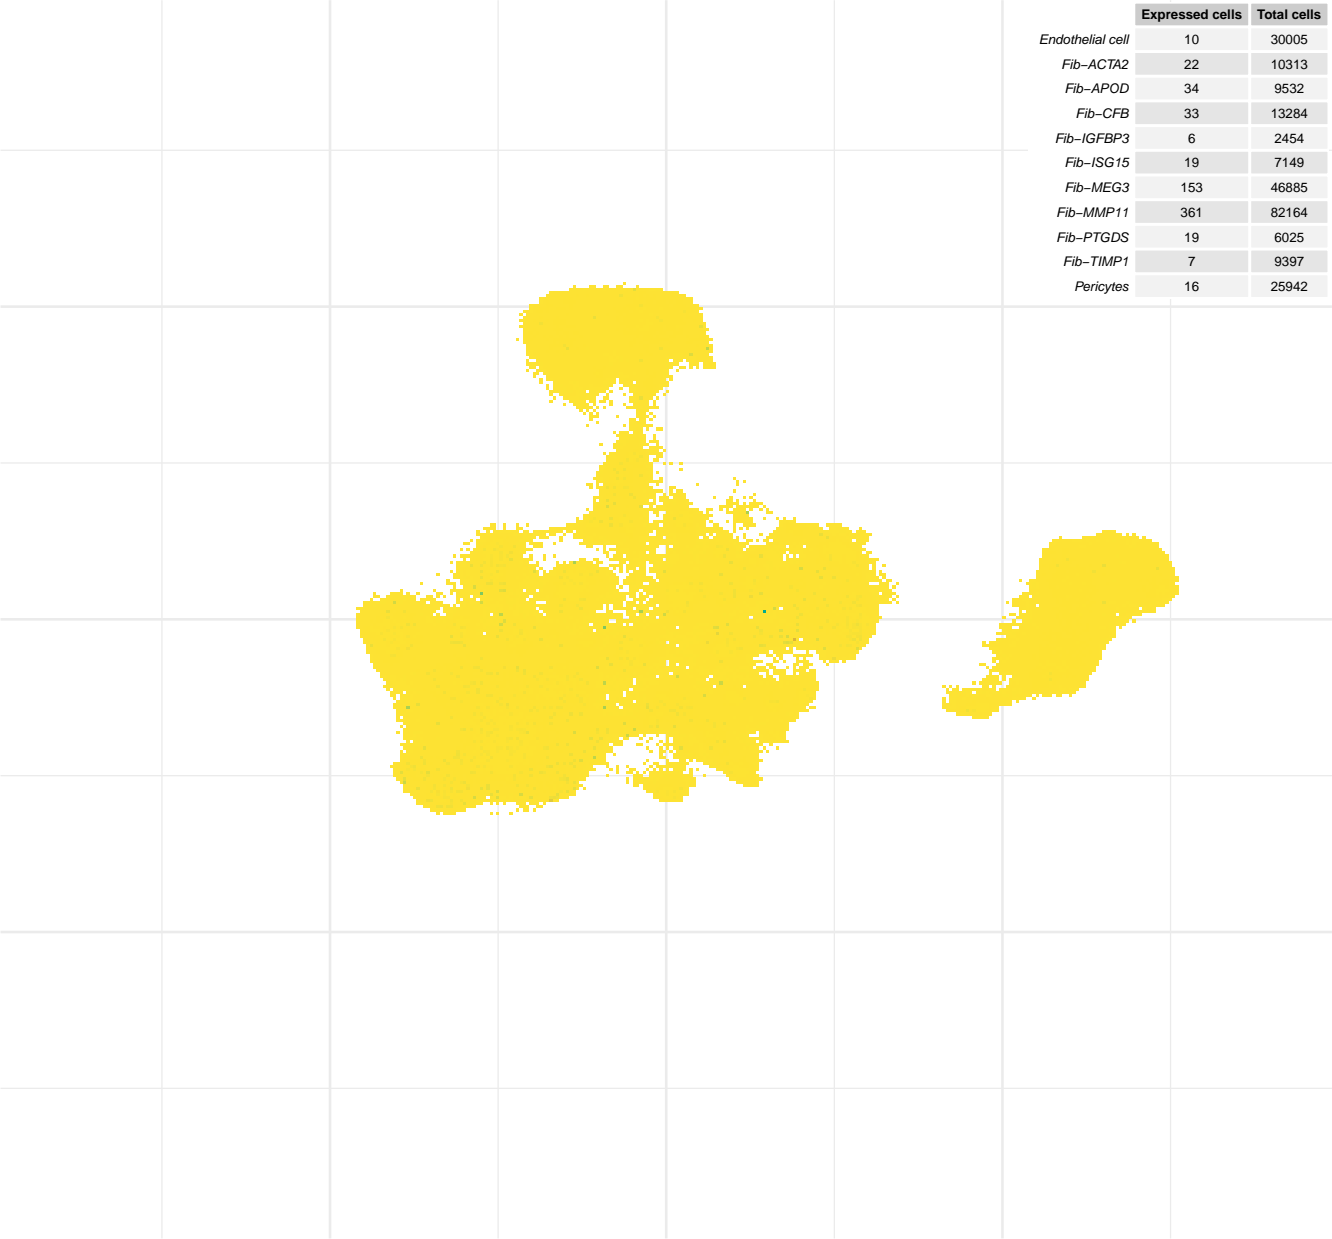 Expressed cells Total cells
Endothelial cell 10 30005
Fib−ACTA2 22 10313
Fib−APOD 34 9532
Fib−CFB 33 13284
Fib−IGFBP3 6 2454
Fib−ISG15 19 7149
Fib−MEG3 153 46885
Fib−MMP11 361 82164
Fib−PTGDS 19 6025
Fib−TIMP1 7 9397
Pericytes 16 25942